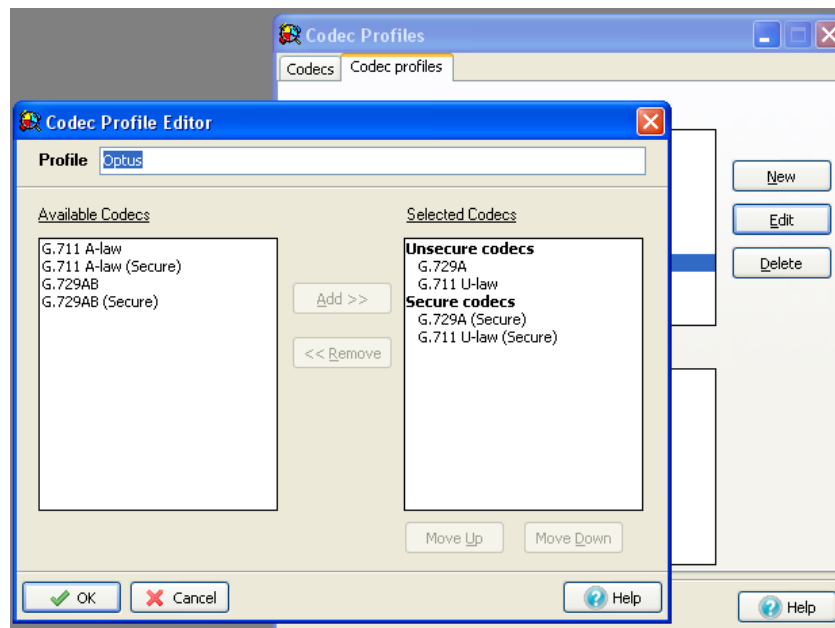 Codec Profiles
Codecs
Codec profiles
New
Edit
Delete
Help
Codec Profile Editor
Profile Optus
Available Codecs
G.711 A-law
G.711 A-law (Secure)
G.729AB
G.729AB (Secure)
Add >>
<< Remove
Selected Codecs
Unsecure codecs
G.729A
G.711 U-law
Secure codecs
G.729A (Secure)
G.711 U-law (Secure)
Move Up
Move Down
OK
Cancel
Help